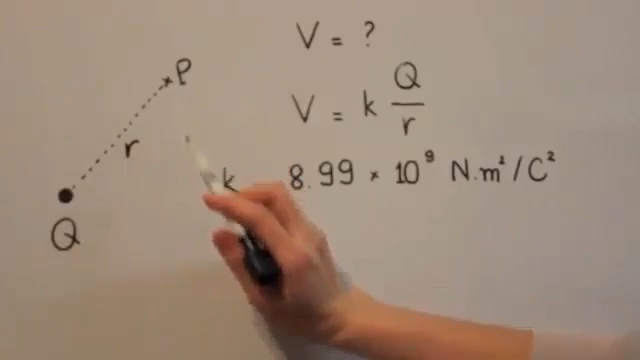 V = ?
P
V = k Q/r
r
k 8.99 × 10⁹ N.m²/C²
Q